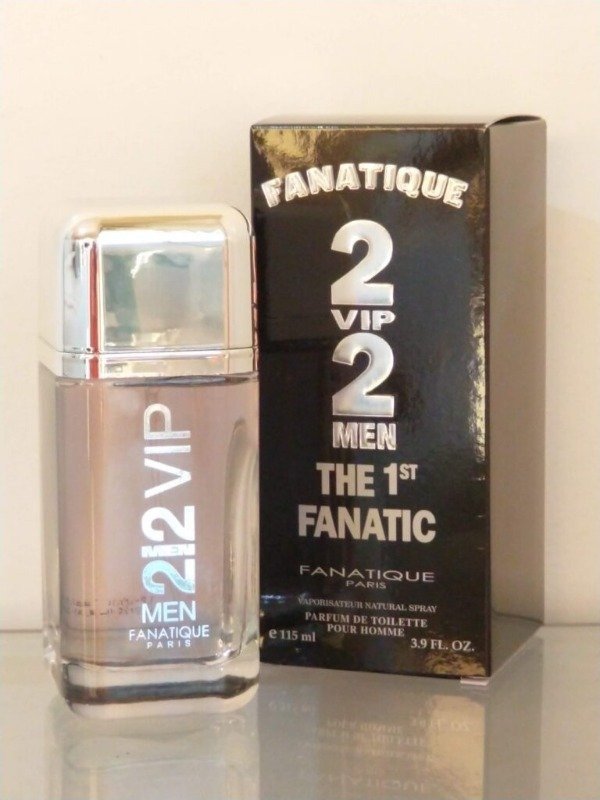 FANATIQUE
2
VIP
2
MEN
THE 1ST
FANATIC
FANATIQUE
PARIS
VAPORISATEUR NATURAL SPRAY
PARFUM DE TOILETTE
POUR HOMME
e 115 ml
3.9 FL. OZ.
212 VIP
MEN
MEN
FANATIQUE
PARIS